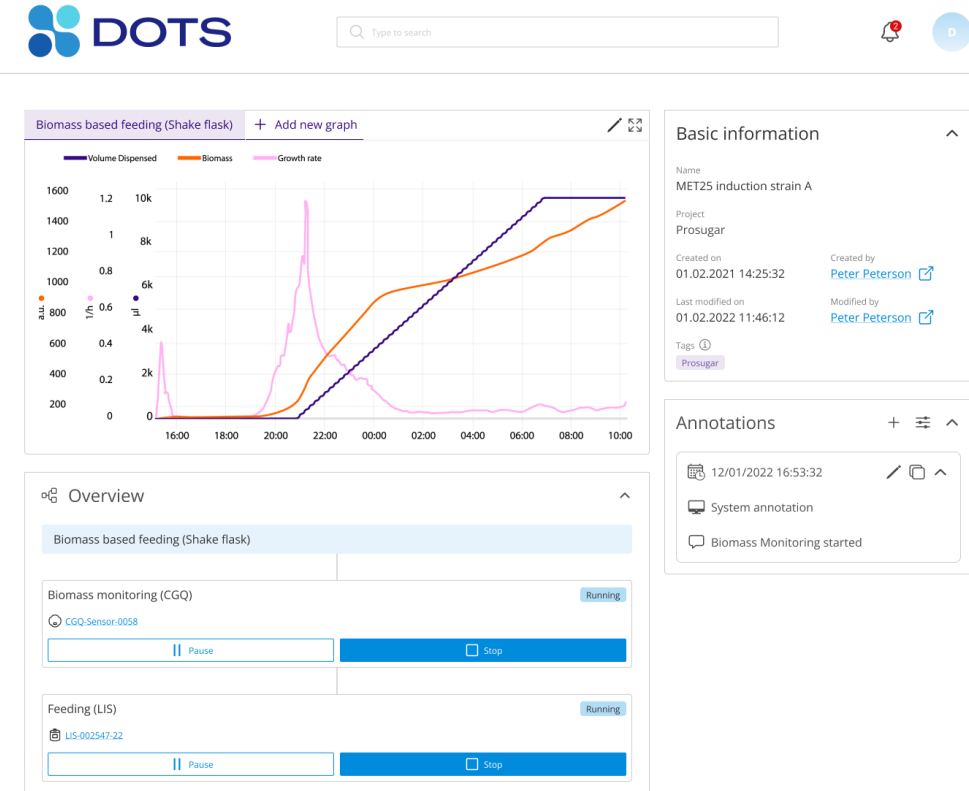 DOTS
Type to search
2
D
Biomass based feeding (Shake flask)
Add new graph
Volume Dispensed
Biomass
Growth rate
1600
1400
1200
1000
800
600
400
200
a.u.
1.2
1
0.8
0.6
0.4
0.2
0
1/h
10k
8k
6k
4k
2k
0
µl
16:00 18:00 20:00 22:00 00:00 02:00 04:00 06:00 08:00 10:00
Overview
Biomass based feeding (Shake flask)
Biomass monitoring (CGQ)
Running
CGQ-Sensor-0058
Pause
Stop
Feeding (LIS)
Running
LIS-002547-22
Pause
Stop
Basic information
Name
MET25 induction strain A
Project
Prosugar
Created on
01.02.2021 14:25:32
Created by
Peter Peterson
Last modified on
01.02.2022 11:46:12
Modified by
Peter Peterson
Tags
Prosugar
Annotations
12/01/2022 16:53:32
System annotation
Biomass Monitoring started